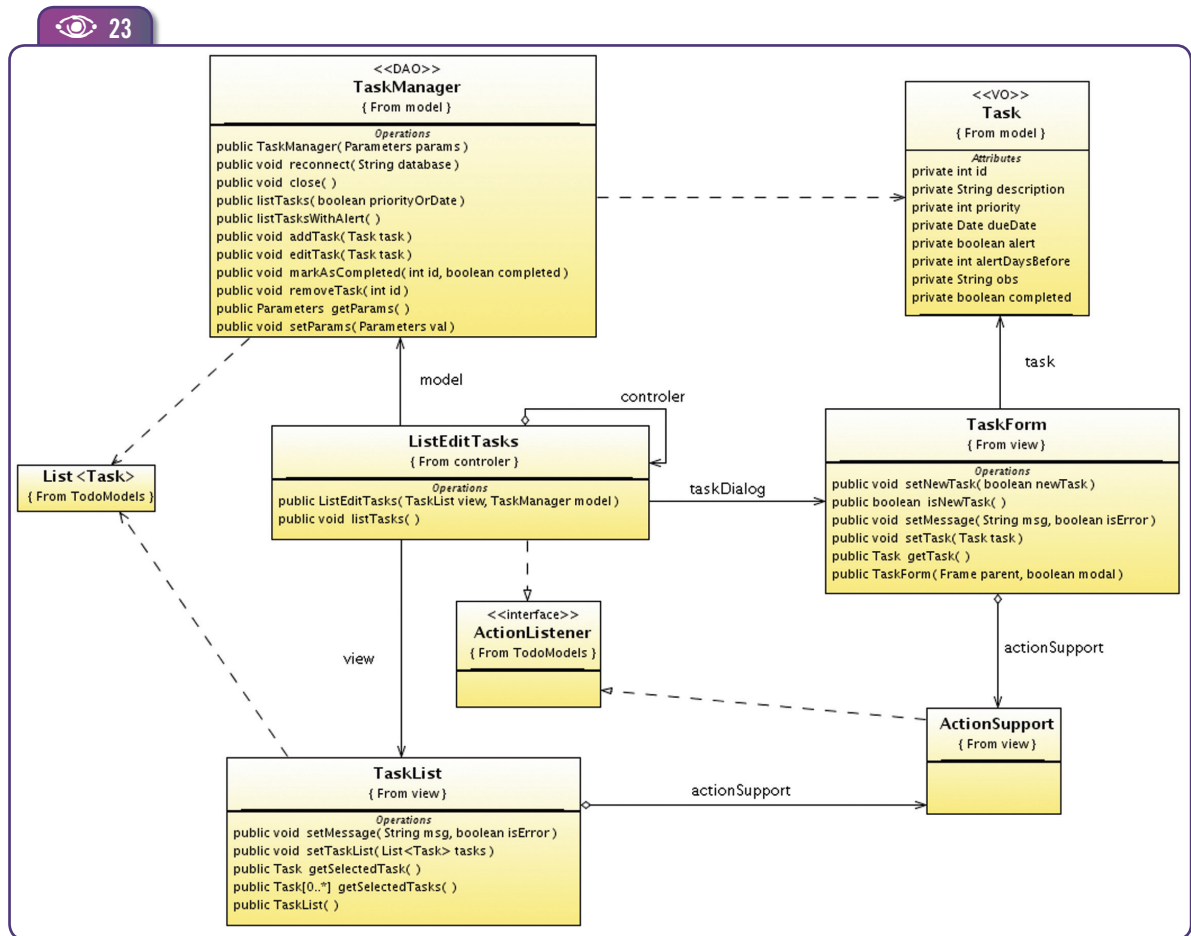 23
<<DAO>>
TaskManager
{ From model }
Operations
public TaskManager( Parameters params )
public void reconnect( String database )
public void close( )
public listTasks( boolean priorityOrDate )
public listTasksWithAlert( )
public void addTask( Task task )
public void editTask( Task task )
public void markAsCompleted( int id, boolean completed )
public void removeTask( int id )
public Parameters getParams( )
public void setParams( Parameters val )
<<VO>>
Task
{ From model }
Attributes
private int id
private String description
private int priority
private Date dueDate
private boolean alert
private int alertDaysBefore
private String obs
private boolean completed
model
controler
task
List <Task>
{ From TodoModels }
ListEditTasks
{ From controler }
Operations
public ListEditTasks( TaskList view, TaskManager model )
public void listTasks( )
taskDialog
TaskForm
{ From view }
Operations
public void setNewTask( boolean newTask )
public boolean isNewTask( )
public void setMessage( String msg, boolean isError )
public void setTask( Task task )
public Task getTask( )
public TaskForm( Frame parent, boolean modal )
<<interface>>
ActionListener
{ From TodoModels }
view
actionSupport
ActionSupport
{ From view }
TaskList
{ From view }
Operations
public void setMessage( String msg, boolean isError )
public void setTaskList( List<Task> tasks )
public Task getSelectedTask( )
public Task[0..*] getSelectedTasks( )
public TaskList( )
actionSupport